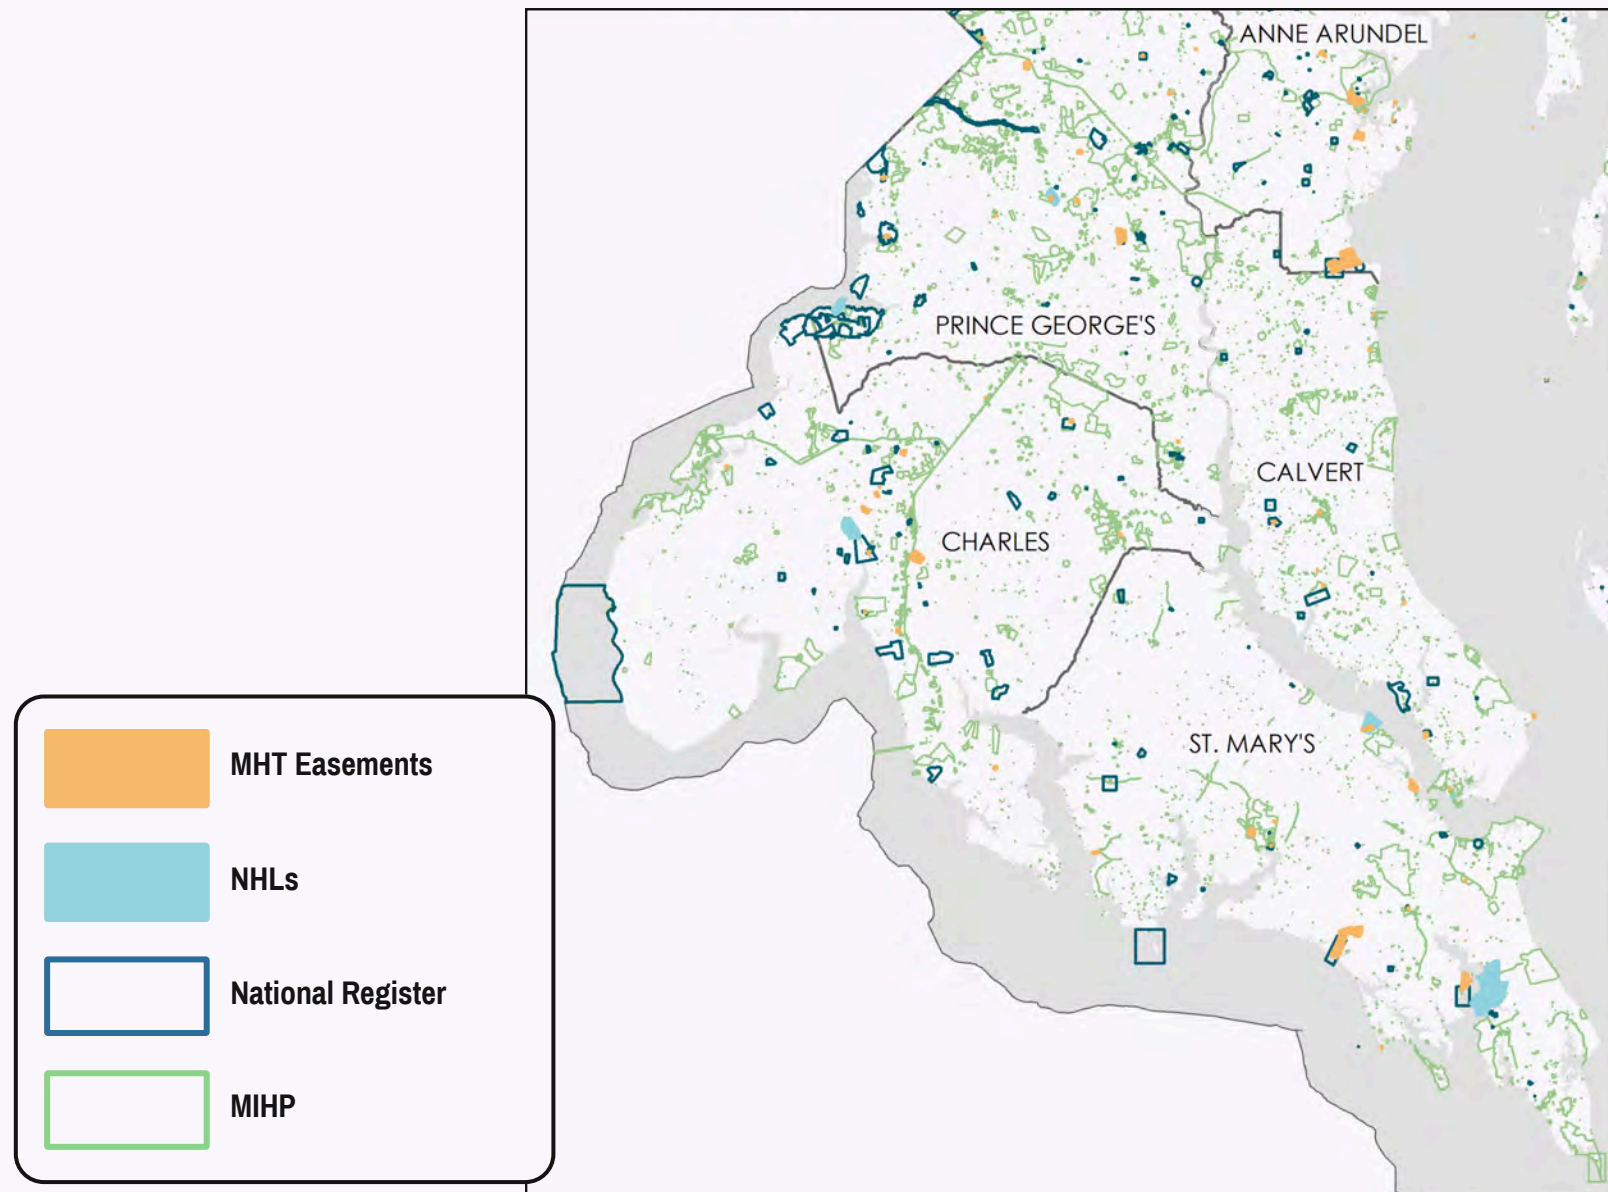 ANNE ARUNDEL
PRINCE GEORGE'S
CALVERT
CHARLES
ST. MARY'S
MHT Easements
NHLs
National Register
MIHP